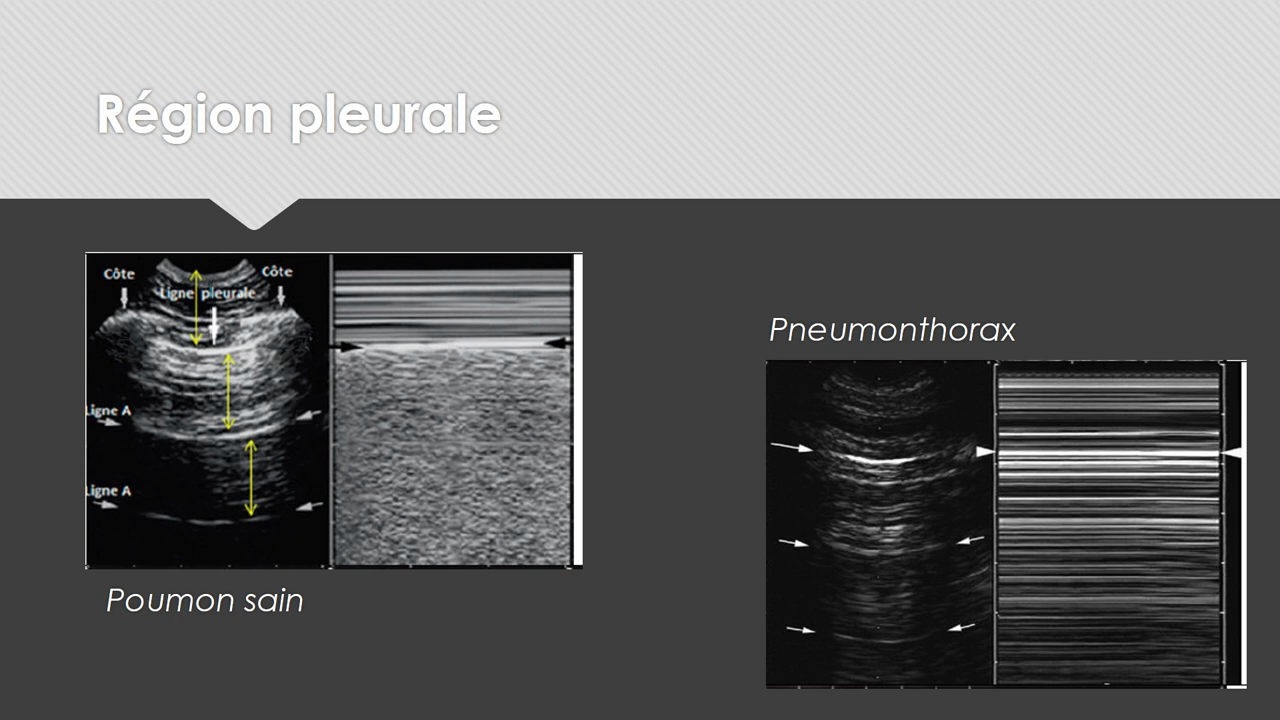 Région pleurale
Côte
Côte
Ligne pleurale
Ligne A
Ligne A
Poumon sain
Pneumonthorax